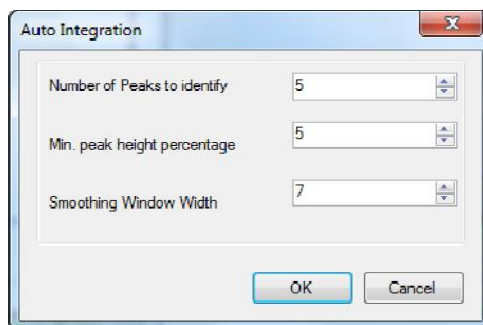 Auto Integration
Number of Peaks to identify 5
Min. peak height percentage 5
Smoothing Window Width 7
OK Cancel